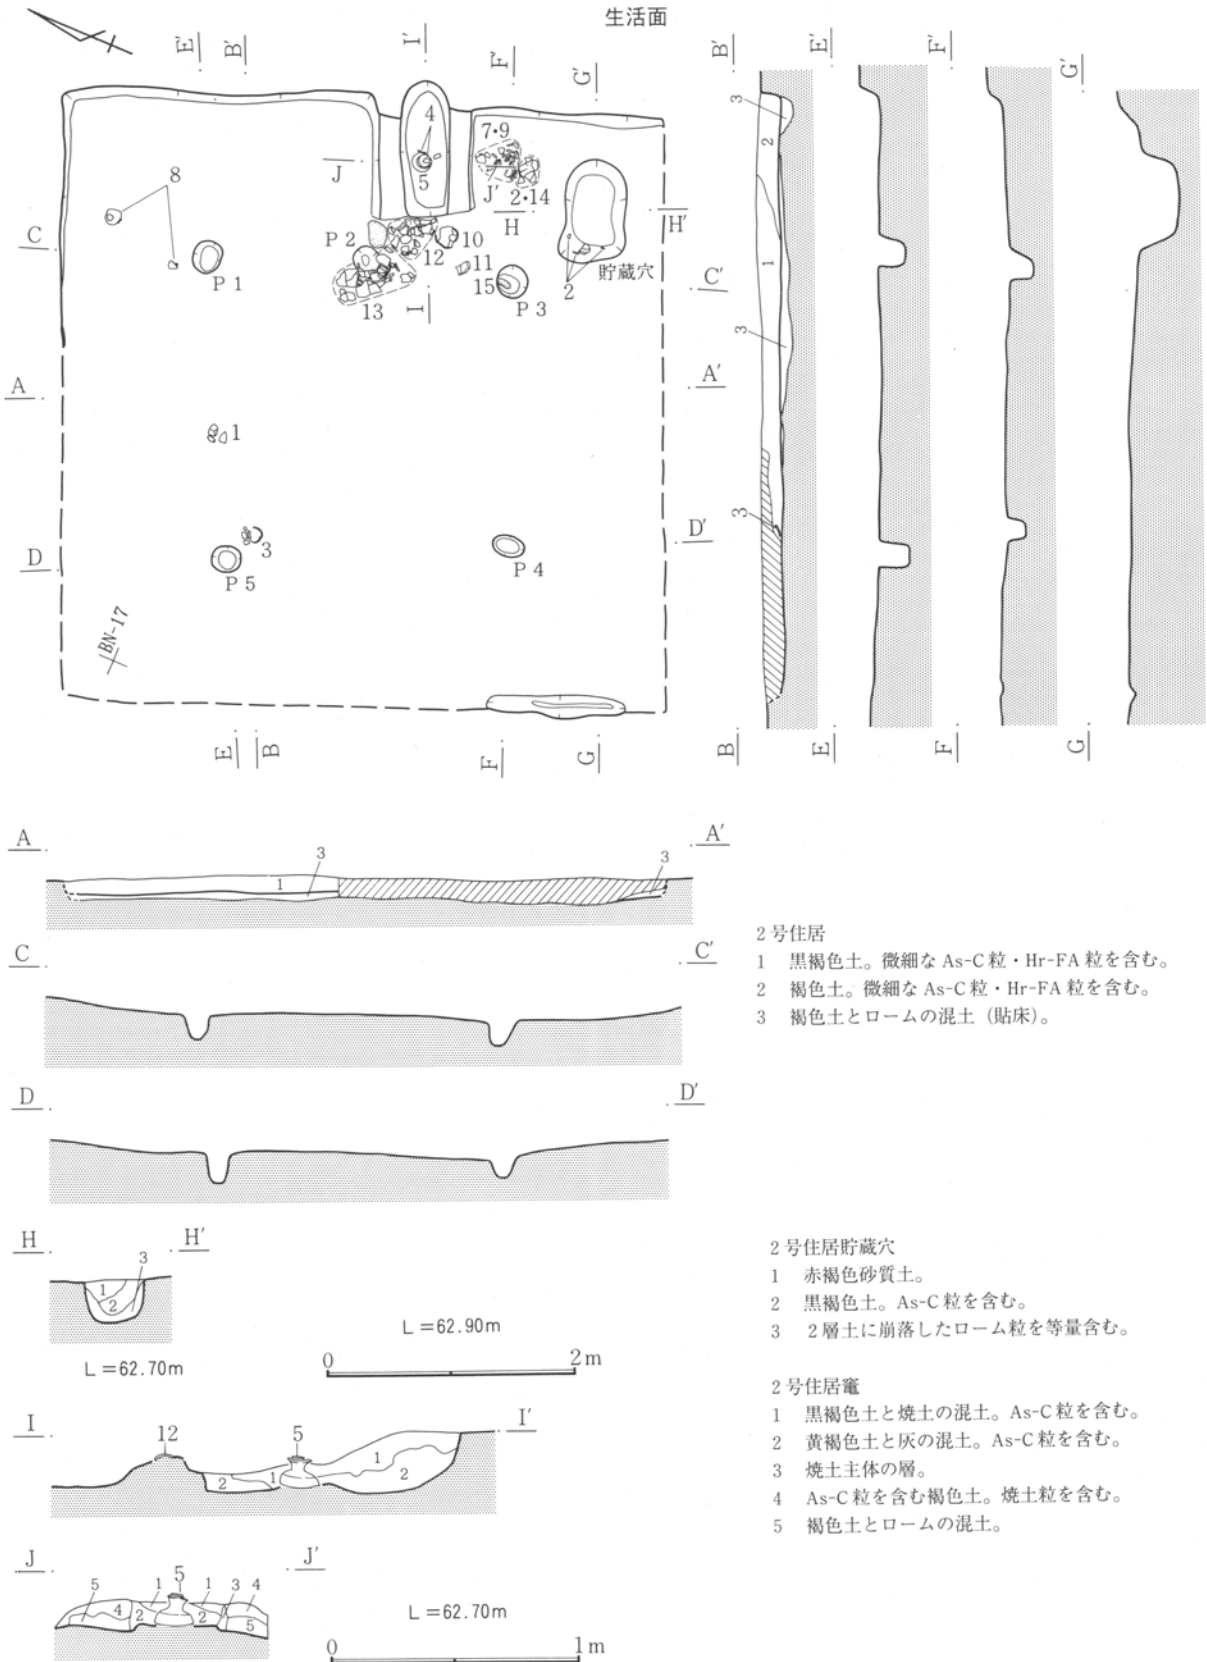 生活面
E′ B′ I′ F′ G′
B′ E′ F′ G′
4
7・9
3
2
J
5
J′
2・14
8
H
H′
C
P 2
10
12
11
貯蔵穴
1
P 1
15
2
C′
13
I
P 3
3
A
A′
1
3
D
3
D′
P 5
P 4
BN-17
E B F G
B E F G
A
3
3
A′
1
C
C′
2号住居
1 黒褐色土。微細な As-C 粒・Hr-FA 粒を含む。
2 褐色土。微細な As-C 粒・Hr-FA 粒を含む。
3 褐色土とロームの混土（貼床）。
D
D′
H
H′
3
1
2
L＝62.90m
L＝62.70m
0 2m
2号住居貯蔵穴
1 赤褐色砂質土。
2 黒褐色土。As-C 粒を含む。
3 2層土に崩落したローム粒を等量含む。
I
12
5
I′
1
2
1
2
2号住居竈
1 黒褐色土と焼土の混土。As-C 粒を含む。
2 黄褐色土と灰の混土。As-C 粒を含む。
3 焼土主体の層。
4 As-C 粒を含む褐色土。焼土粒を含む。
5 褐色土とロームの混土。
J
J′
5 1 5 1 3 4
4 2 2 5
L＝62.70m
0 1m